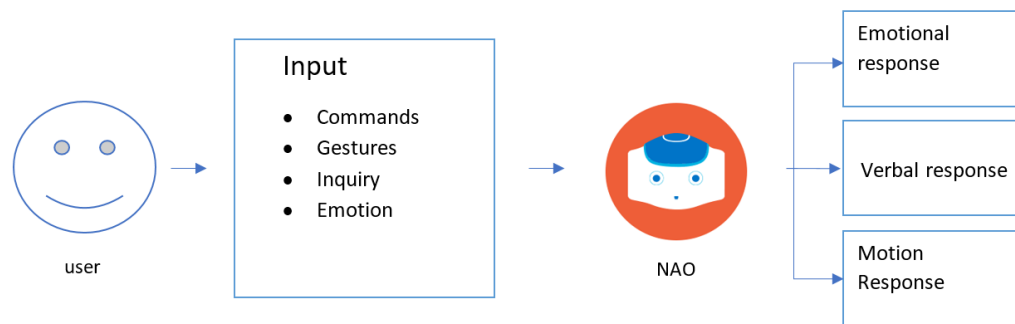 user
Input
• Commands
• Gestures
• Inquiry
• Emotion
NAO
Emotional
response
Verbal response
Motion
Response